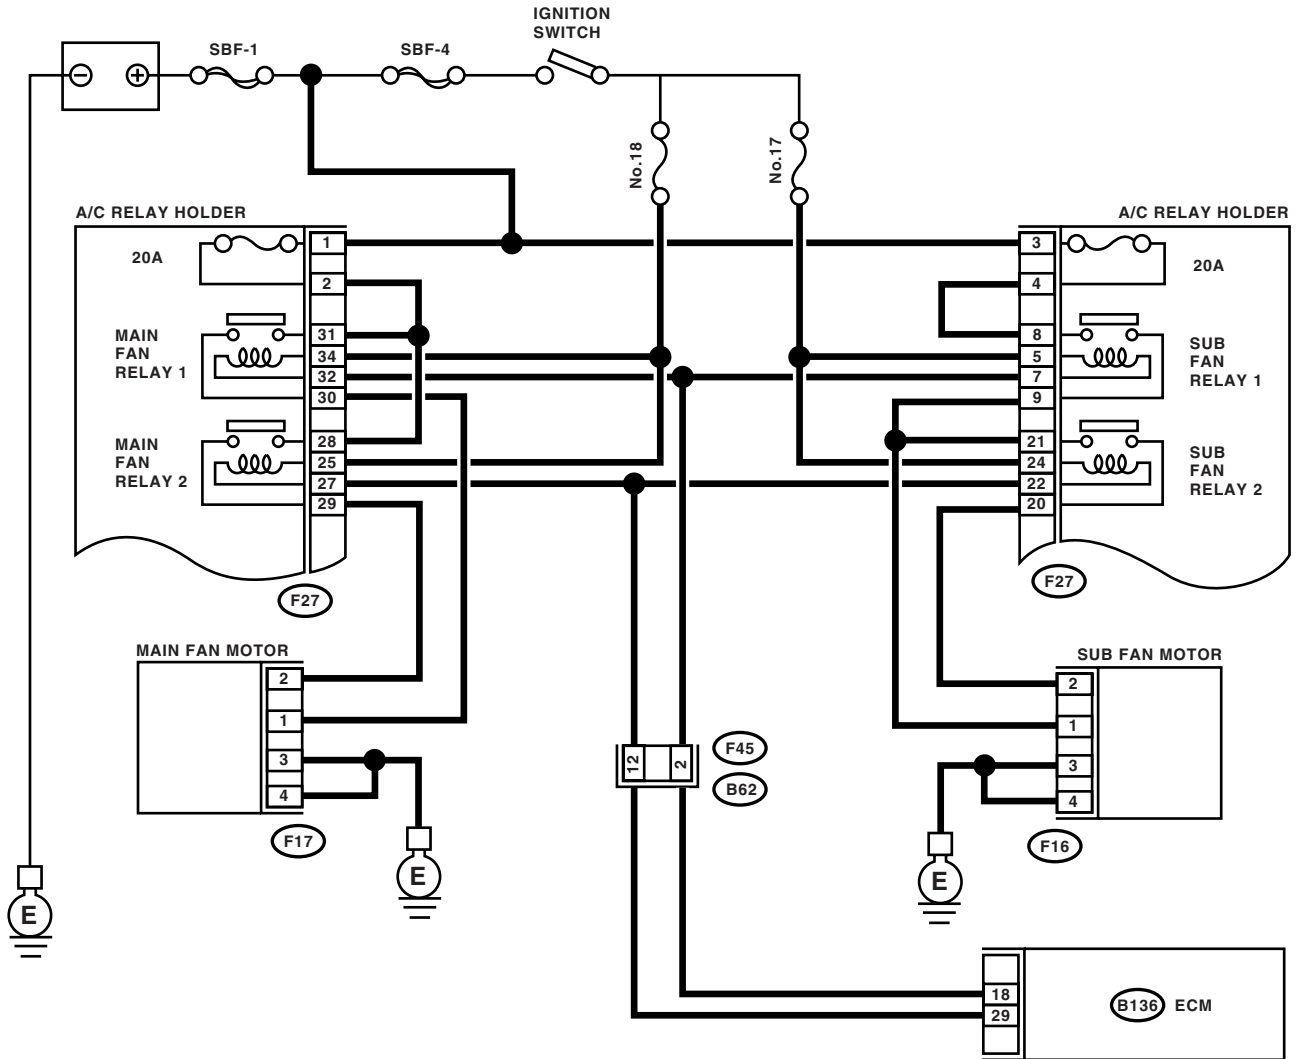 IGNITION
SWITCH
SBF-1
SBF-4
−
+
No.18
No.17
A/C RELAY HOLDER
A/C RELAY HOLDER
20A
1
2
MAIN
FAN
RELAY 1
31
34
32
30
MAIN
FAN
RELAY 2
28
25
27
29
F27
3
20A
4
8
5
7
9
SUB
FAN
RELAY 1
21
24
22
20
SUB
FAN
RELAY 2
F27
MAIN FAN MOTOR
2
1
3
4
F17
E
E
12
2
F45
B62
SUB FAN MOTOR
2
1
3
4
F16
E
18
29
B136 ECM